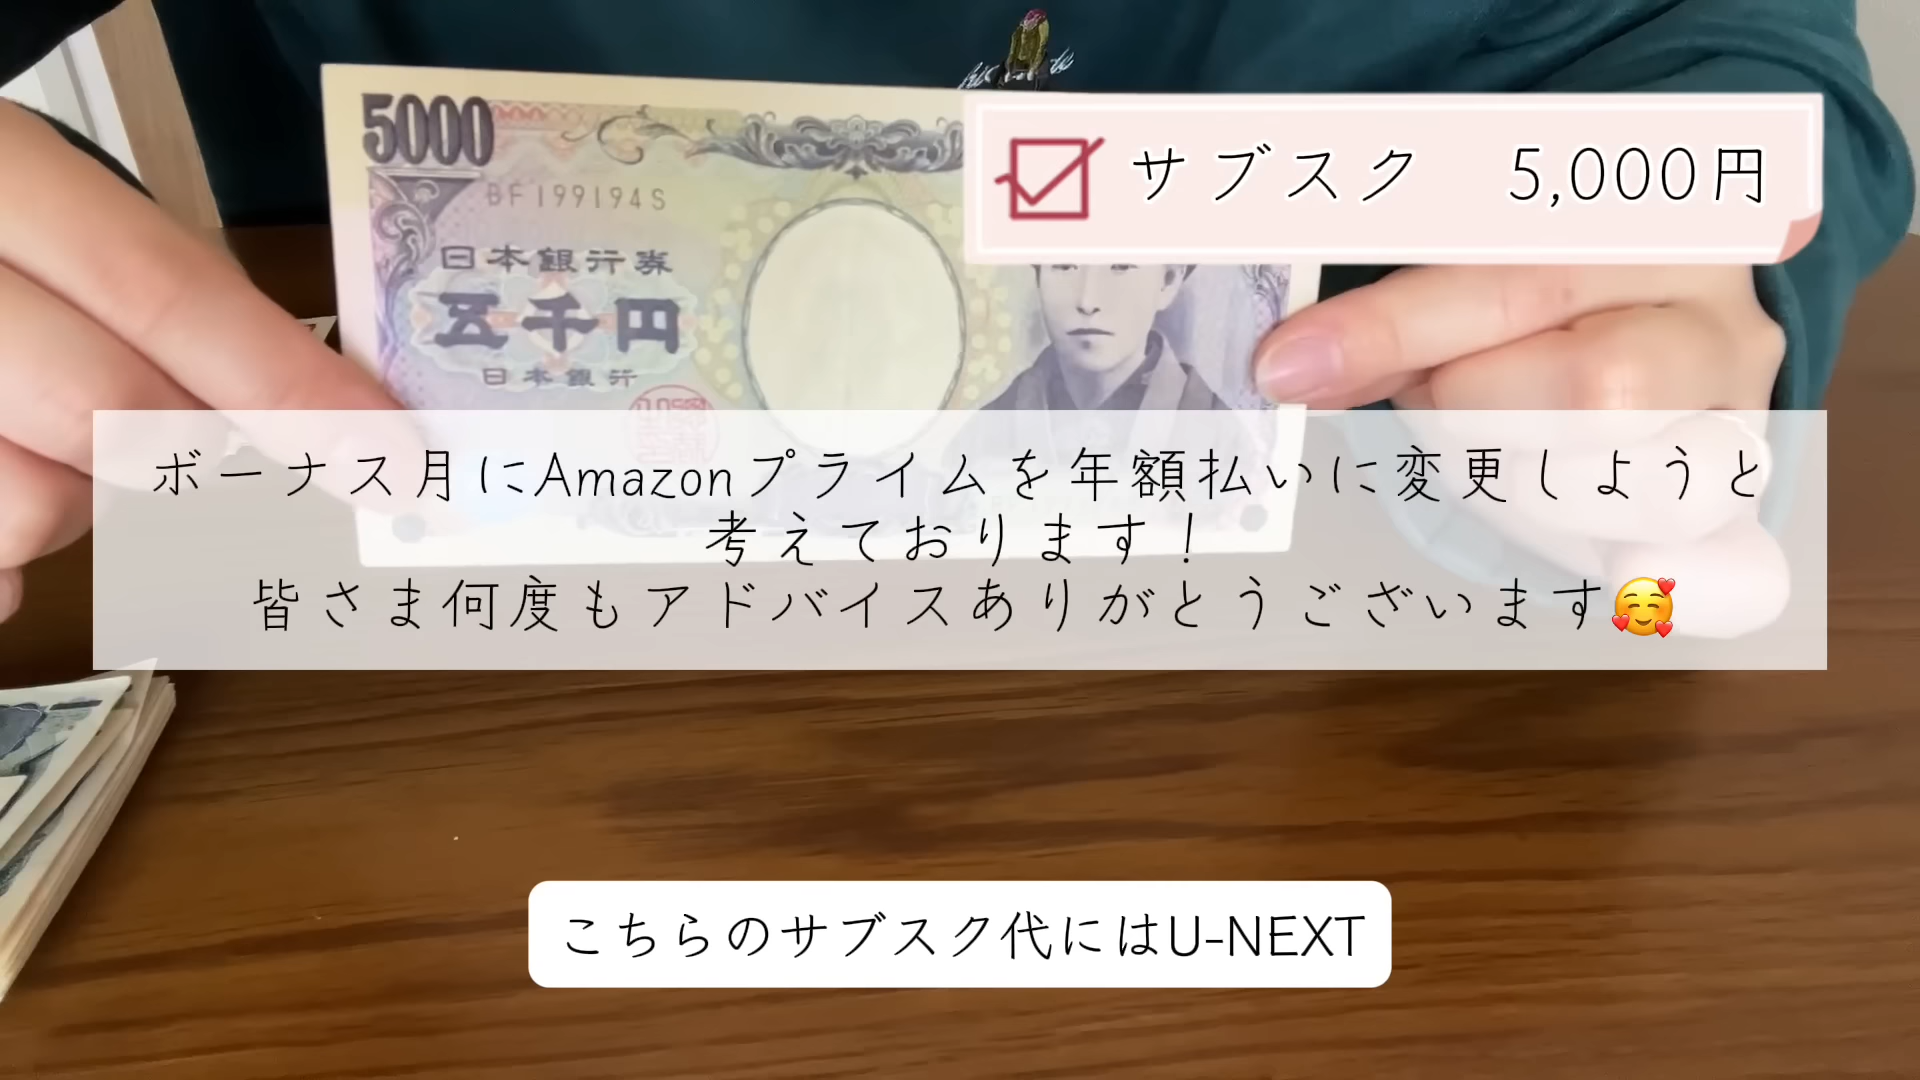 5000
BF199194S
日本銀行券
五千円
日本銀行
サブスク 5,000円
ボーナス月にAmazonプライムを年額払いに変更しようと
考えております！
皆さま何度もアドバイスありがとうございます🥰
こちらのサブスク代にはU-NEXT